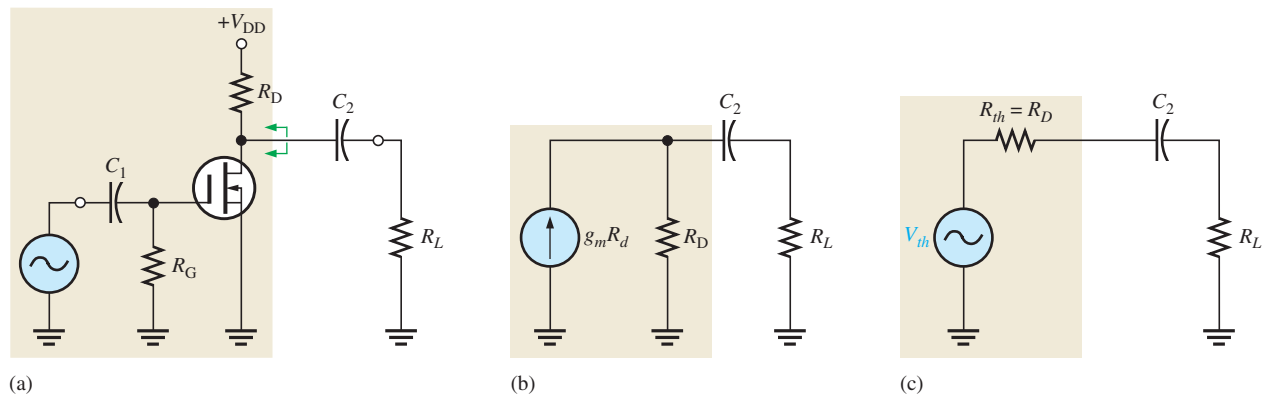 +V_DD
R_D
C_2
C_1
R_G
R_L
(a)
C_2
g_mR_d
R_D
R_L
(b)
R_th = R_D
C_2
V_th
R_L
(c)